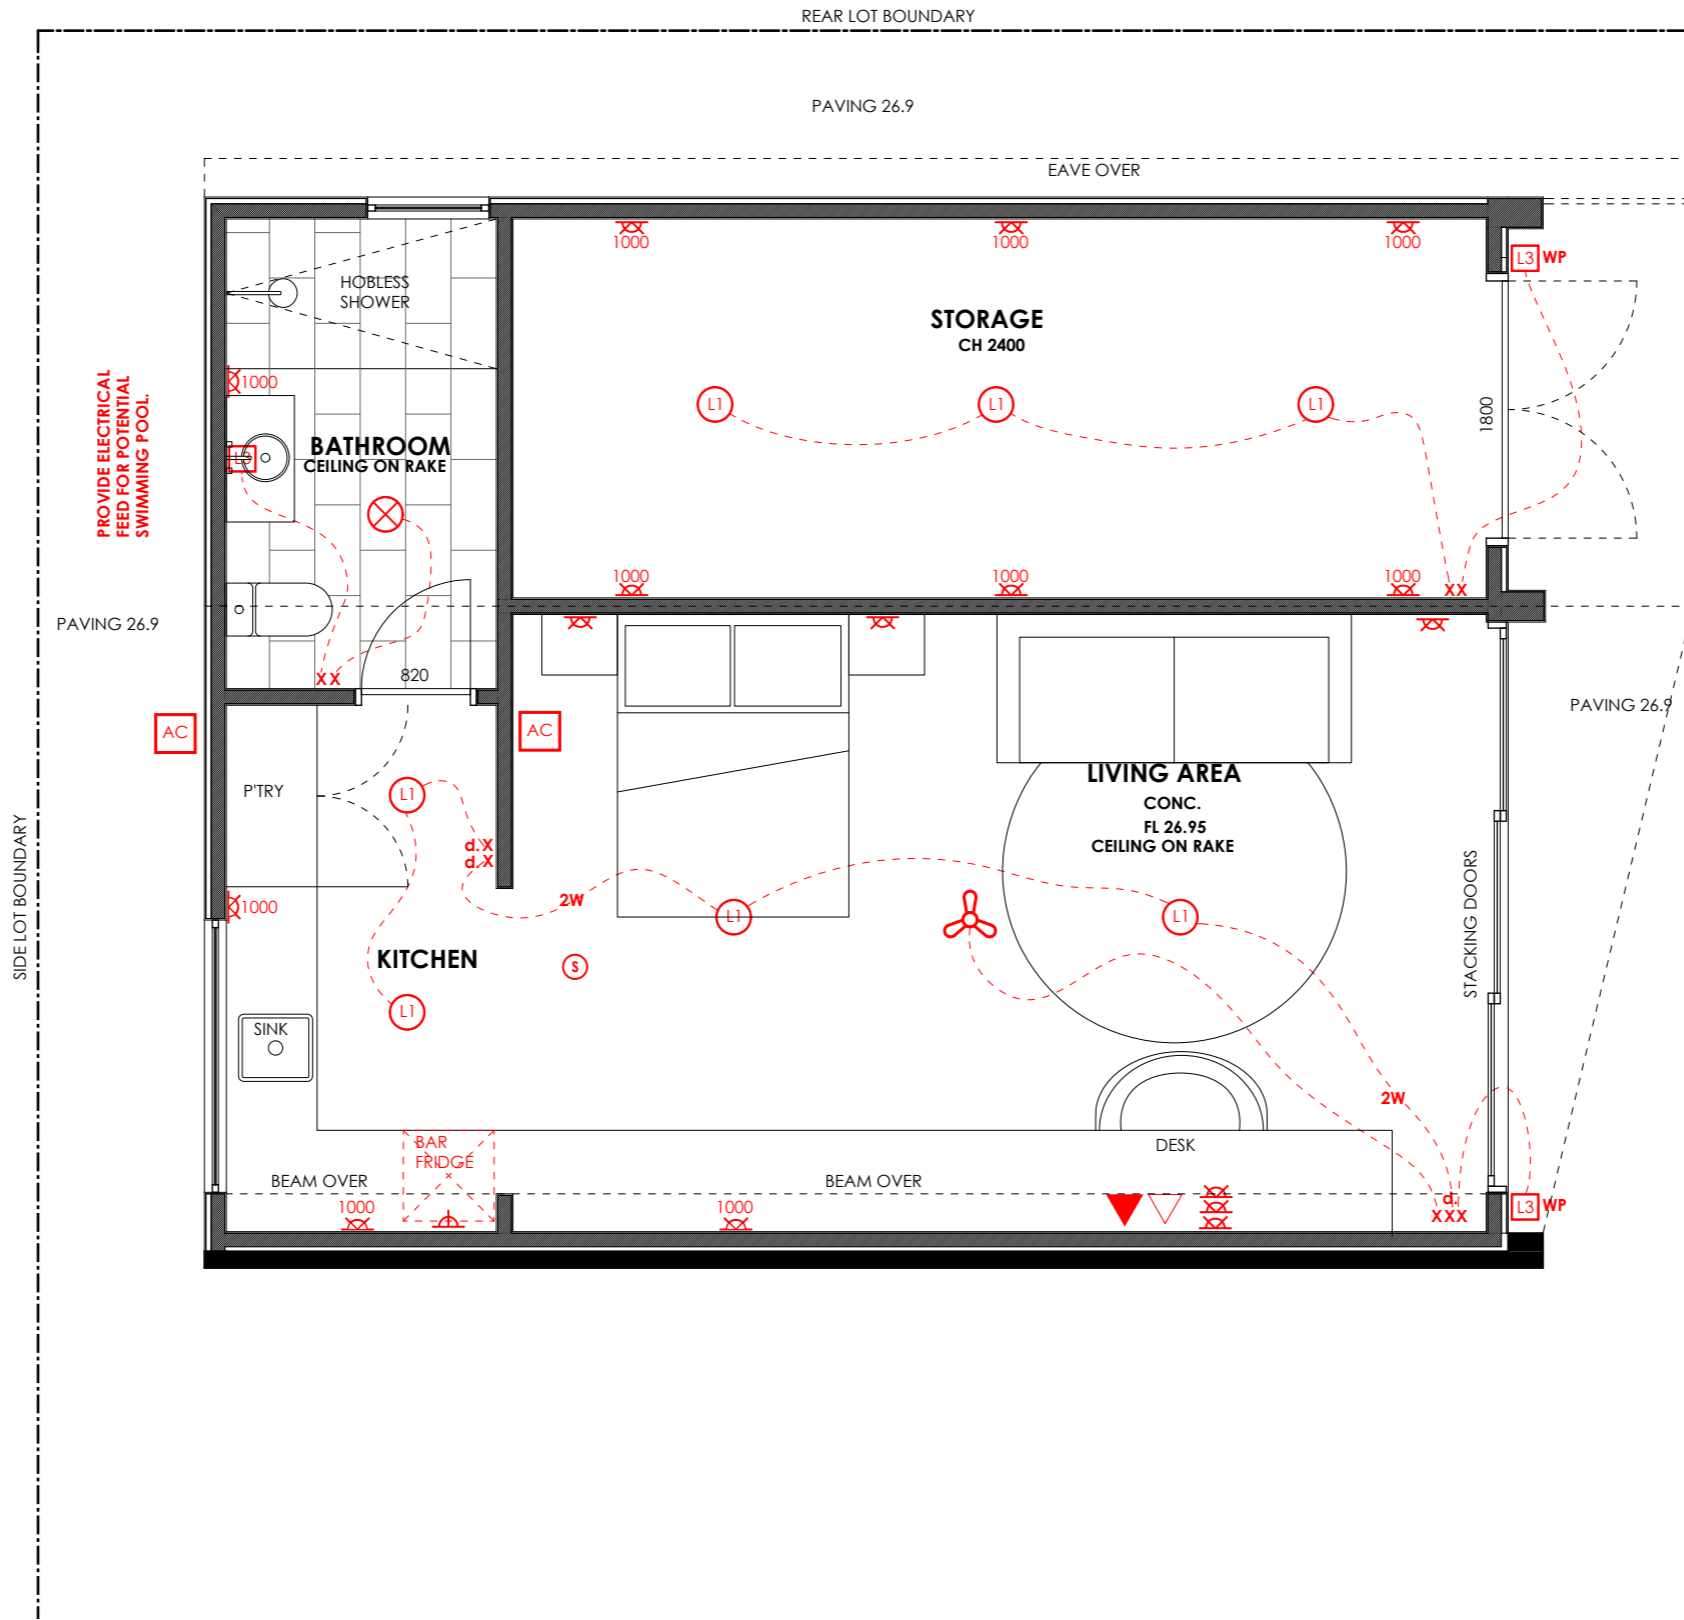 REAR LOT BOUNDARY
PAVING 26.9
EAVE OVER
1000
1000
1000
L3 WP
HOBLESS
SHOWER
STORAGE
CH 2400
1000
PROVIDE ELECTRICAL
FEED FOR POTENTIAL
SWIMMING POOL.
L1
L1
L1
1800
BATHROOM
CEILING ON RAKE
L3
1000
1000
1000
XX
PAVING 26.9
XX
820
AC
AC
PAVING 26.9
P'TRY
L1
LIVING AREA
CONC.
FL 26.95
CEILING ON RAKE
d.X
d.X
SIDE LOT BOUNDARY
1000
2W
L1
L1
STACKING DOORS
KITCHEN
S
L1
SINK
2W
BAR
FRIDGE
DESK
BEAM OVER
BEAM OVER
1000
1000
d.
XXX
L3 WP